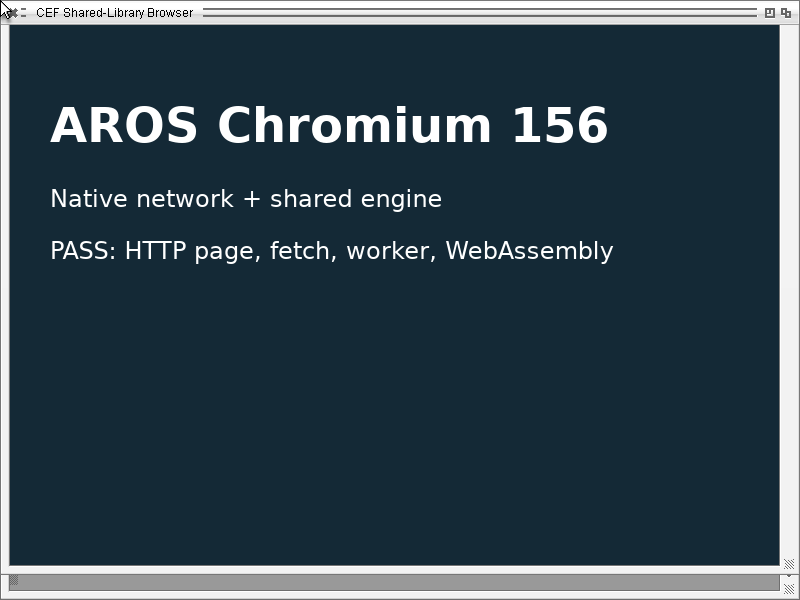 CEF Shared-Library Browser
AROS Chromium 156
Native network + shared engine
PASS: HTTP page, fetch, worker, WebAssembly